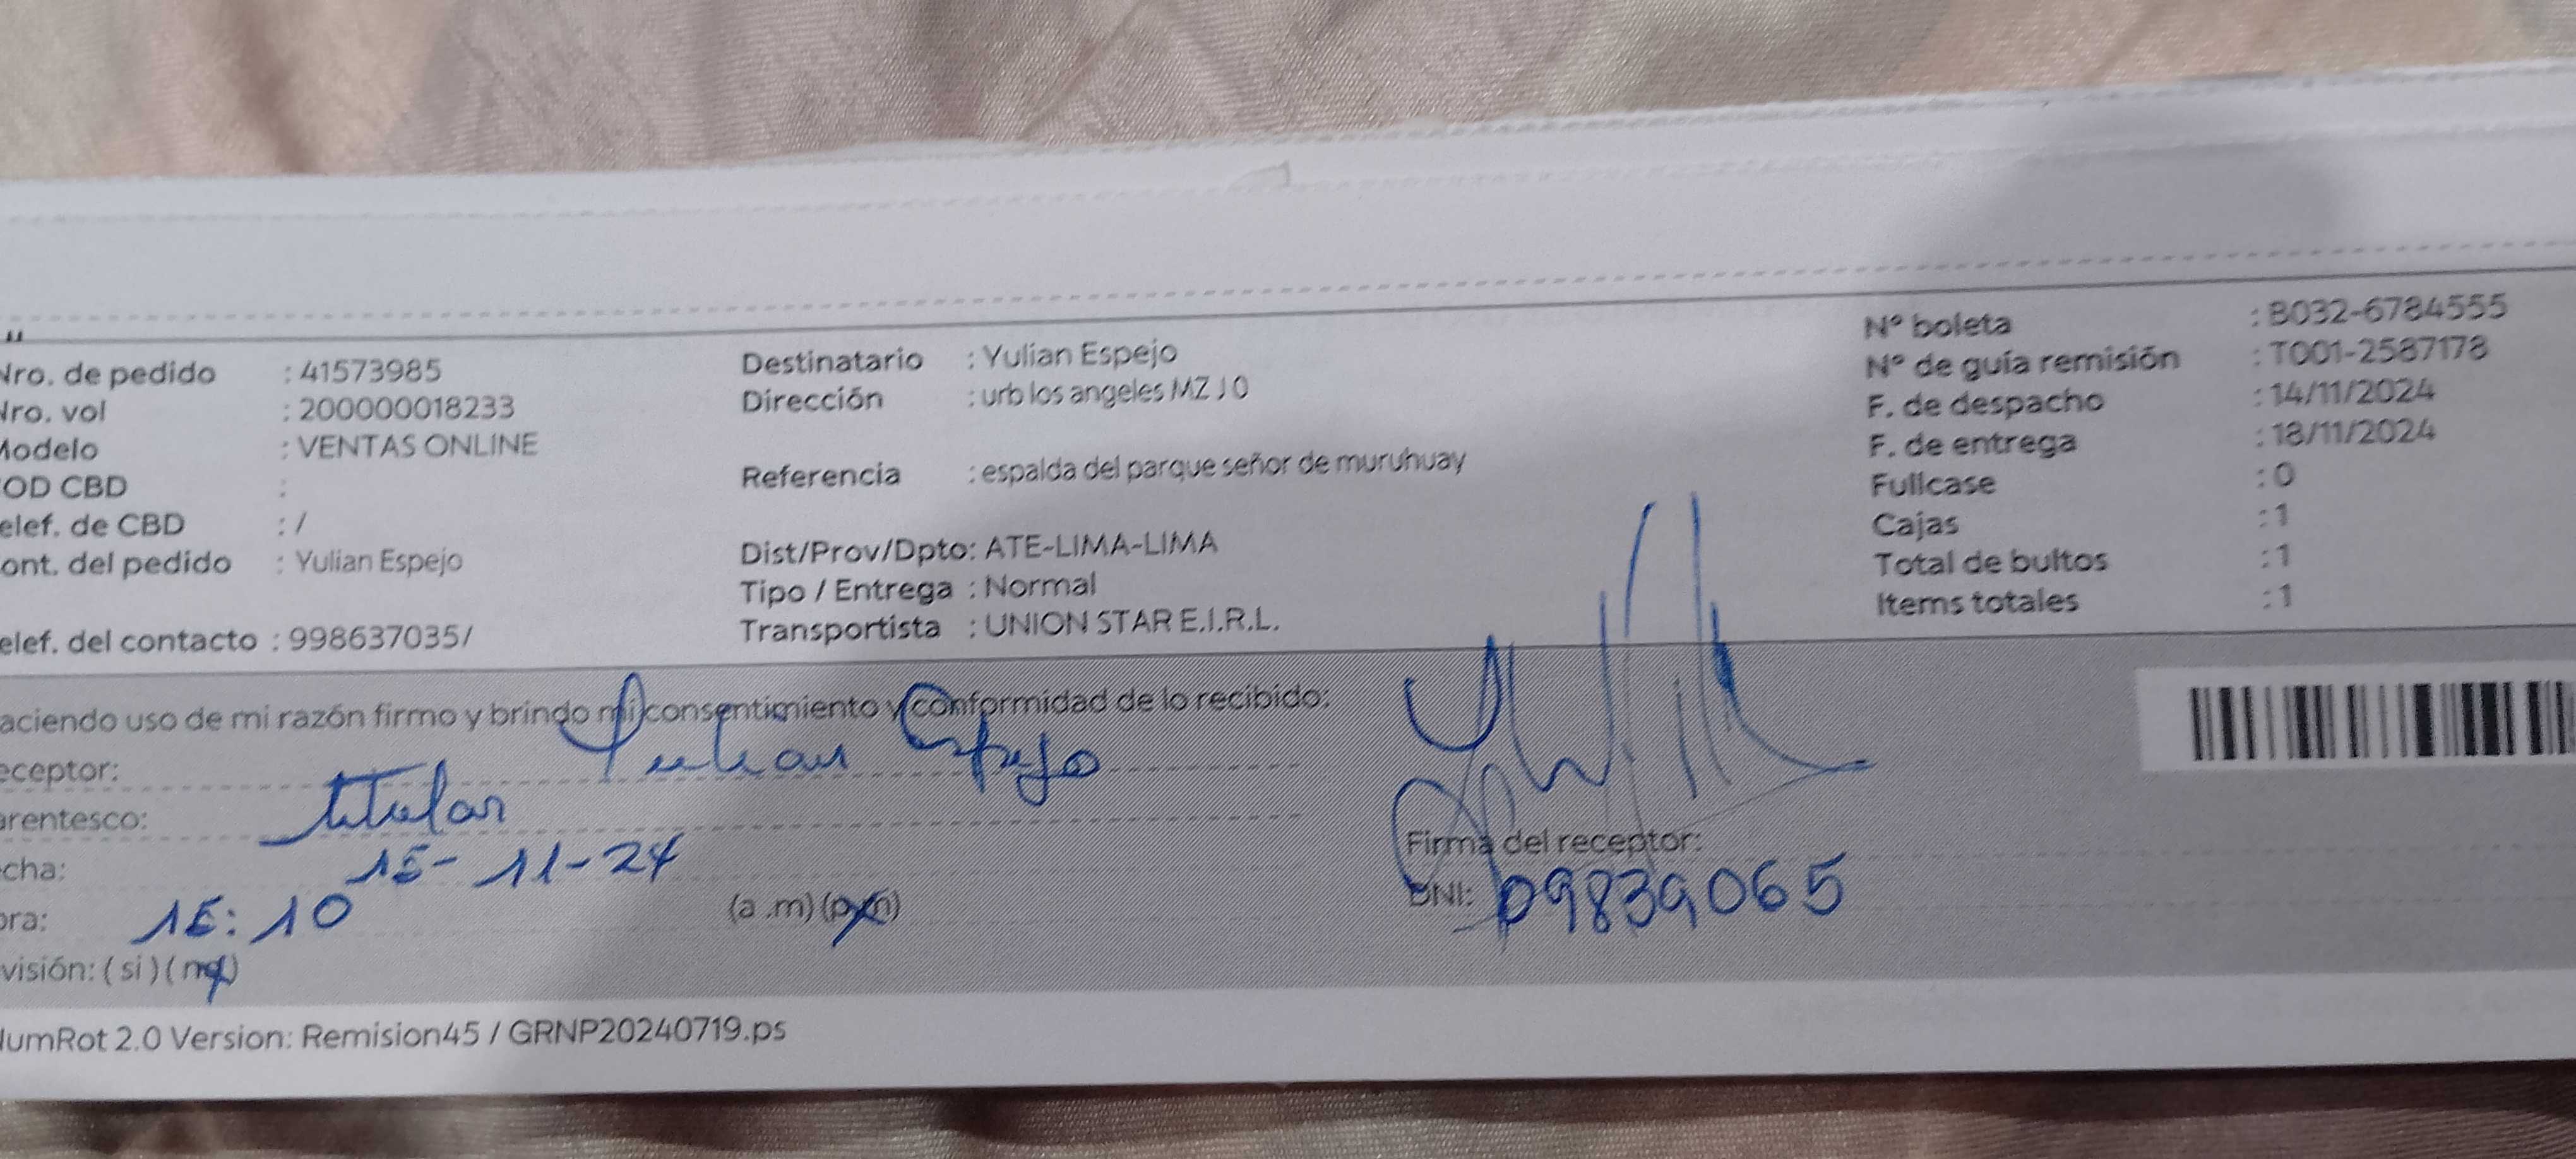 Nro. de pedido : 41573985
Nro. vol : 200000018233
Modelo : VENTAS ONLINE
OD CBD :
elef. de CBD : /
ont. del pedido : Yulian Espejo
elef. del contacto : 998637035/
Destinatario : Yulian Espejo
Dirección : urb los angeles MZ J 0
Referencia : espalda del parque señor de muruhuay
Dist/Prov/Dpto: ATE-LIMA-LIMA
Tipo / Entrega : Normal
Transportista : UNION STAR E.I.R.L.
Nº boleta : B032-6784555
Nº de guía remisión : T001-2587178
F. de despacho : 14/11/2024
F. de entrega : 18/11/2024
Fullcase : 0
Cajas : 1
Total de bultos : 1
Items totales : 1
aciendo uso de mi razón firmo y brindo mi consentimiento y conformidad de lo recibido:
eceptor: Yulian Espejo
arentesco: titular
cha: 15-11-24
ora: 15:10 (a .m) (p.m)
visión: ( si ) ( no )
Firma del receptor:
DNI: 09839065
NumRot 2.0 Version: Remision45 / GRNP20240719.ps